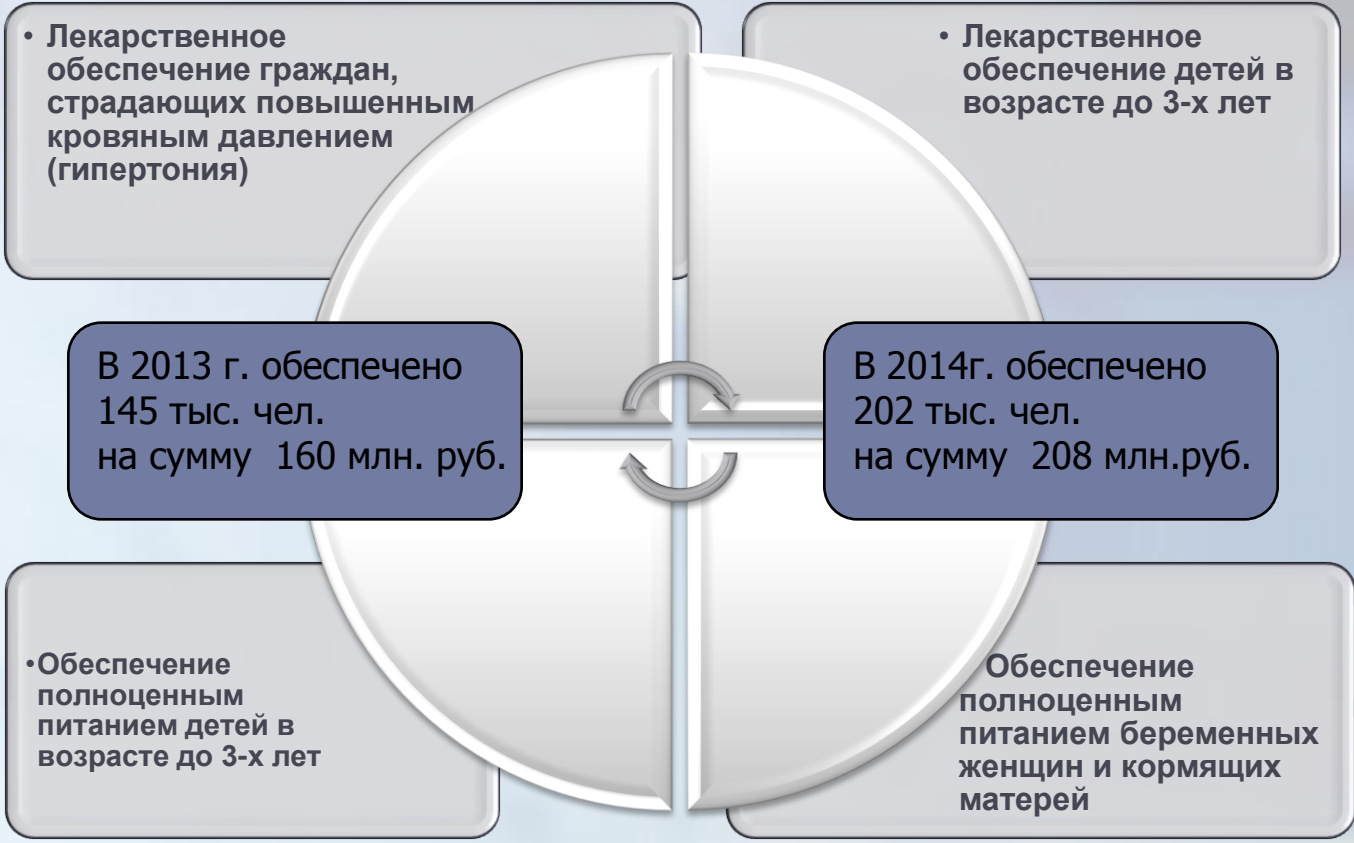 • Лекарственное
обеспечение граждан,
страдающих повышенным
кровяным давлением
(гипертония)
• Лекарственное
обеспечение детей в
возрасте до 3-х лет
В 2013 г. обеспечено
145 тыс. чел.
на сумму 160 млн. руб.
В 2014г. обеспечено
202 тыс. чел.
на сумму 208 млн.руб.
•Обеспечение
полноценным
питанием детей в
возрасте до 3-х лет
Обеспечение
полноценным
питанием беременных
женщин и кормящих
матерей